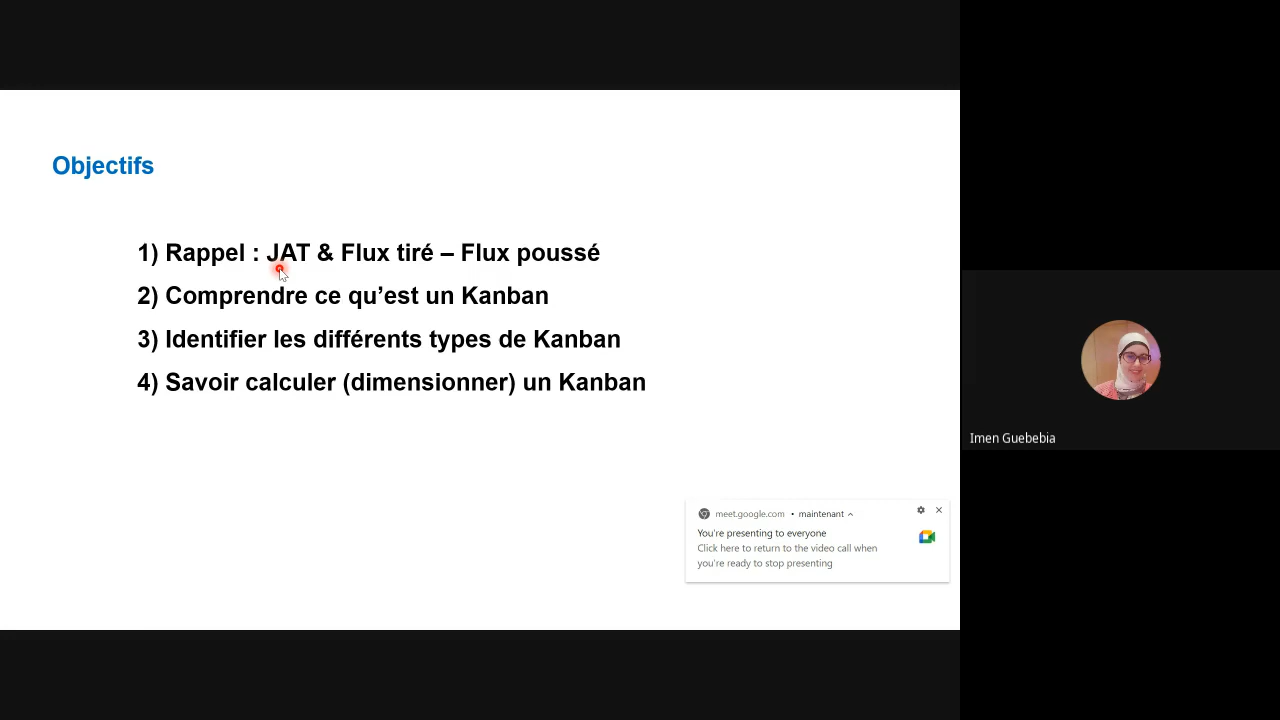 Objectifs
1) Rappel : JAT & Flux tiré – Flux poussé
2) Comprendre ce qu’est un Kanban
3) Identifier les différents types de Kanban
4) Savoir calculer (dimensionner) un Kanban
Imen Guebebia
meet.google.com • maintenant
You're presenting to everyone
Click here to return to the video call when
you're ready to stop presenting